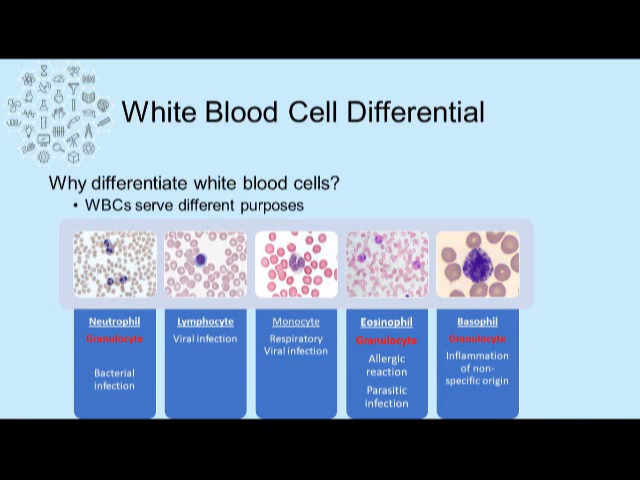 White Blood Cell Differential
Why differentiate white blood cells?
• WBCs serve different purposes
Neutrophil
Granulocyte
Bacterial
infection
Lymphocyte
Viral infection
Monocyte
Respiratory
Viral infection
Eosinophil
Granulocyte
Allergic
reaction
Parasitic
infection
Basophil
Granulocyte
Inflammation
of non-
specific origin